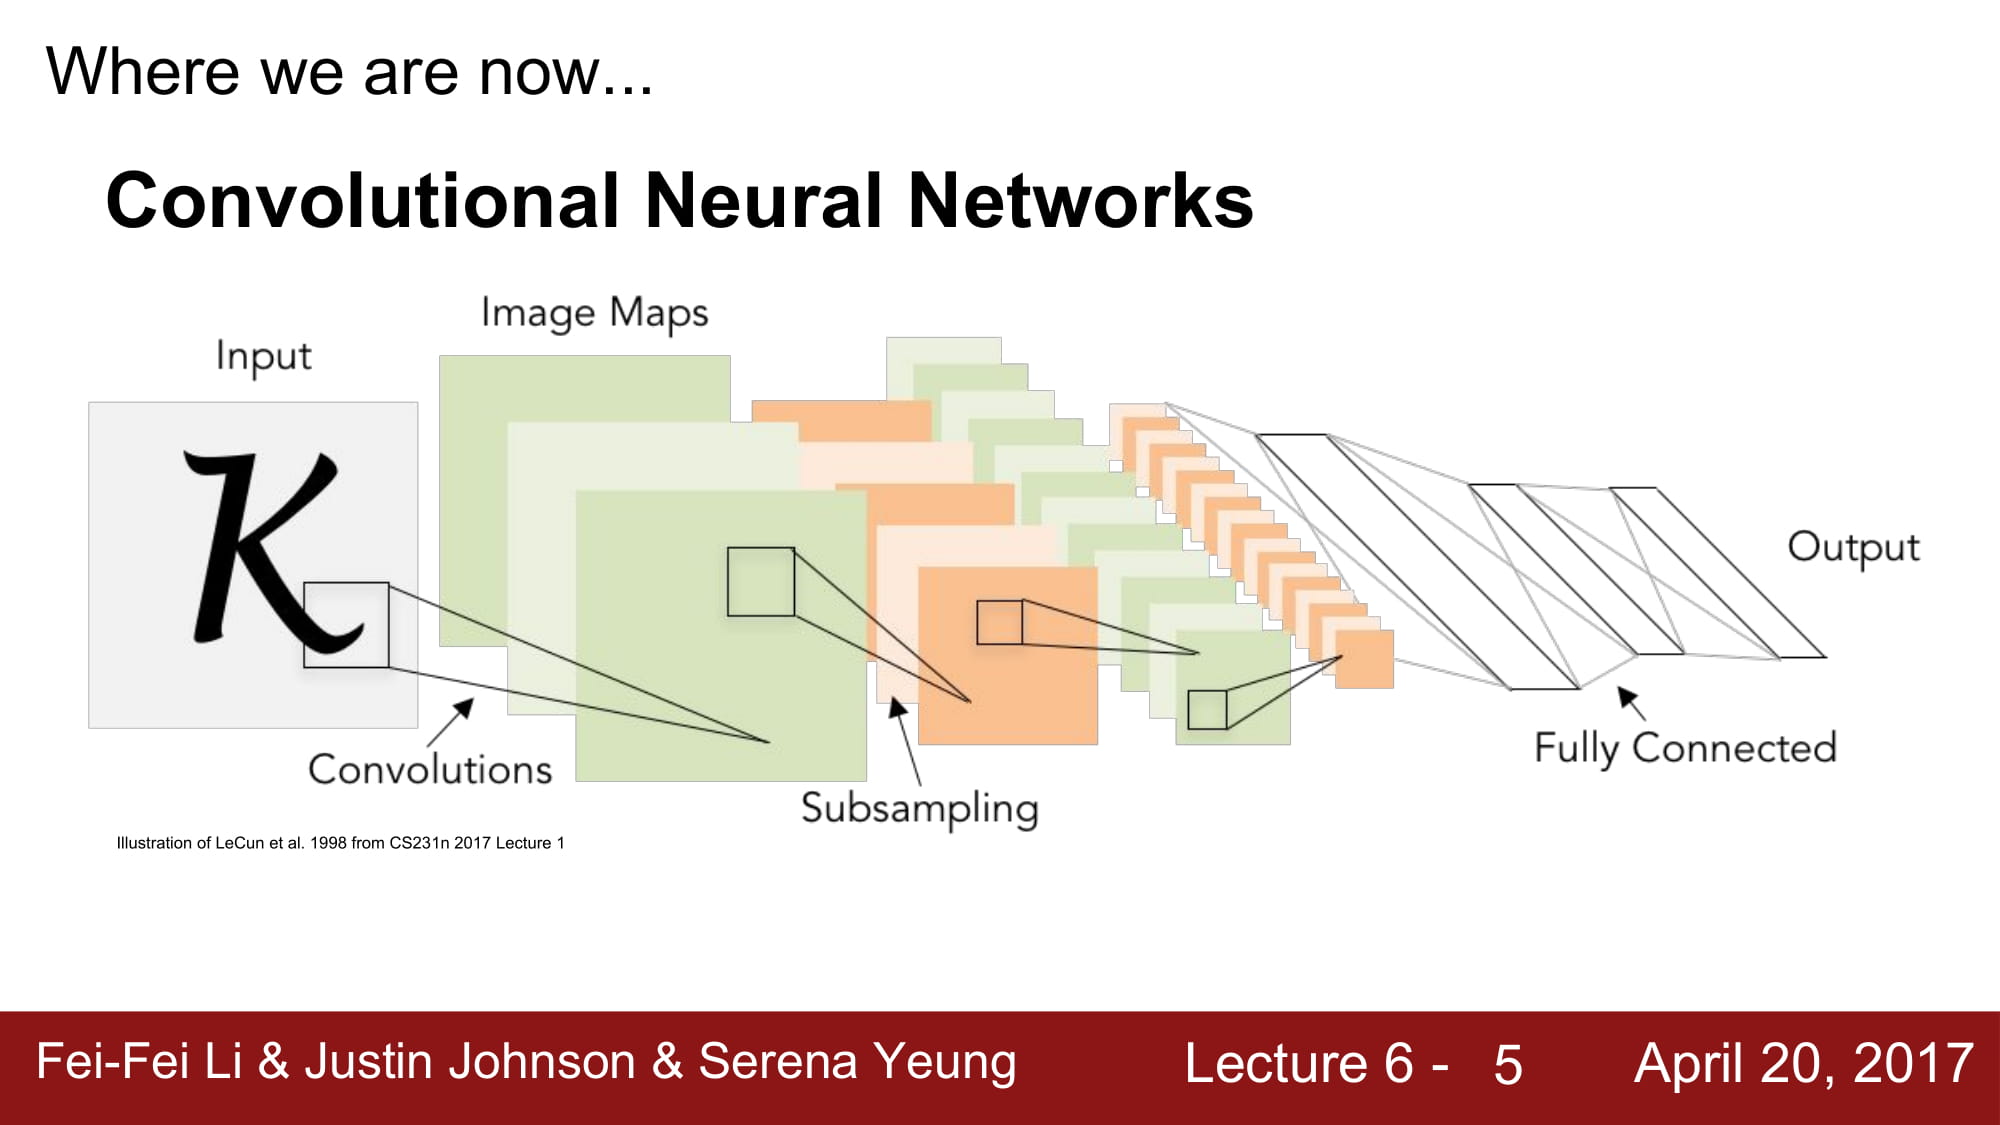 Where we are now...
Convolutional Neural Networks
Image Maps
Input
K
Output
Fully Connected
Convolutions
Subsampling
Illustration of LeCun et al. 1998 from CS231n 2017 Lecture 1
Fei-Fei Li & Justin Johnson & Serena Yeung
Lecture 6 - 5
April 20, 2017